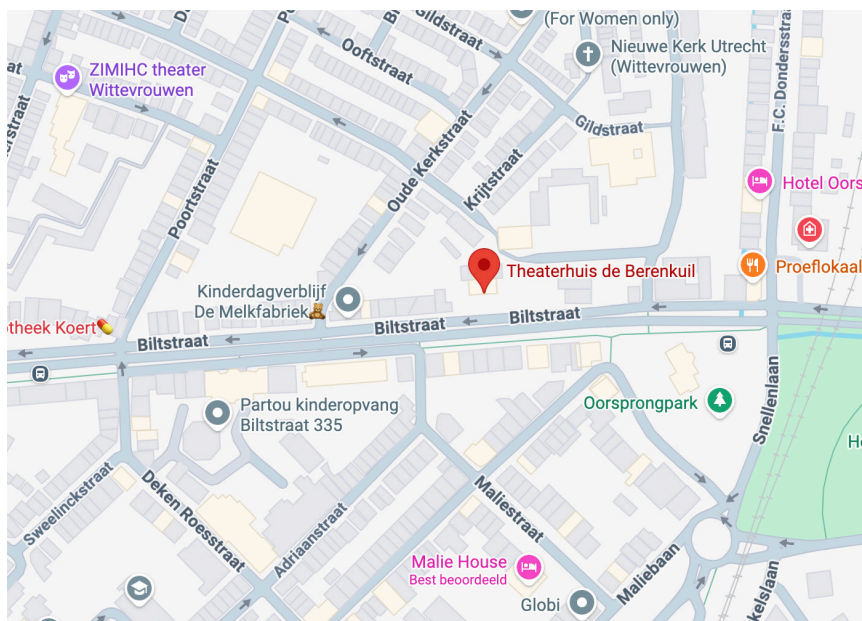 (For Women only)
Gildstraat
Ooftstraat
Nieuwe Kerk Utrecht
(Wittevrouwen)
ZIMIHC theater
Wittevrouwen
F.C. Dondersstraat
Gildstraat
Oude Kerkstraat
Krijtstraat
Poortstraat
Hotel Oors
Theaterhuis de Berenkuil
Proeflokaal
Kinderdagverblijf
De Melkfabriek
otheek Koert
Biltstraat
Biltstraat
Biltstraat
Snellenlaan
Partou kinderopvang
Biltstraat 335
Oorsprongpark
Sweelinckstraat
Deken Roesstraat
Adriaanstraat
Maliestraat
Malie House
Best beoordeeld
Maliebaan
Globi
kelslaan